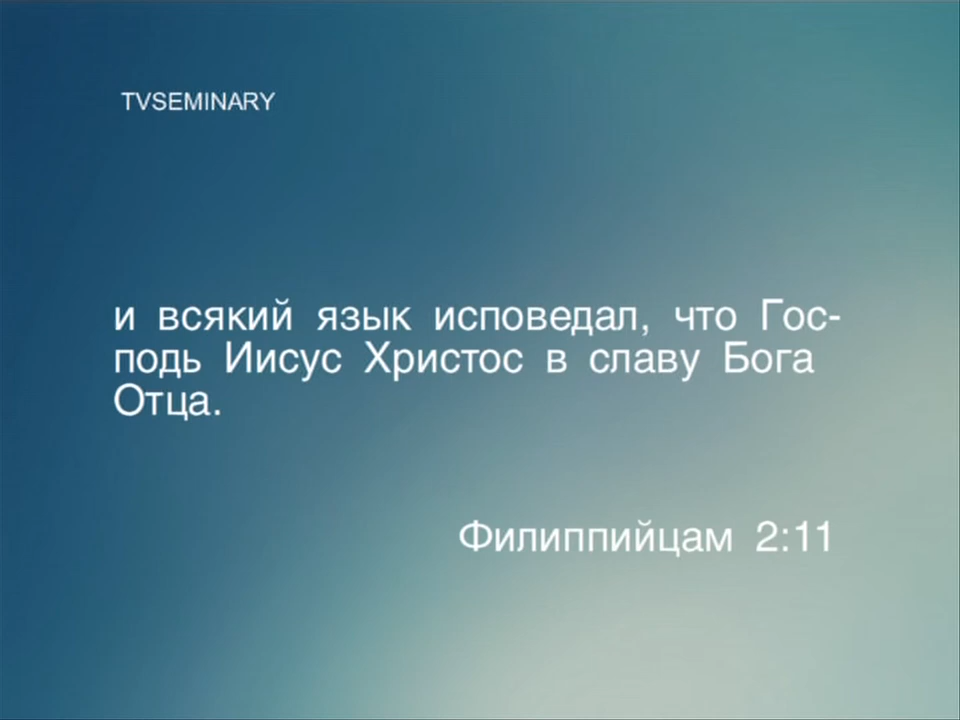 TVSEMINARY
и всякий язык исповедал, что Гос-
подь Иисус Христос в славу Бога
Отца.
Филиппийцам 2:11